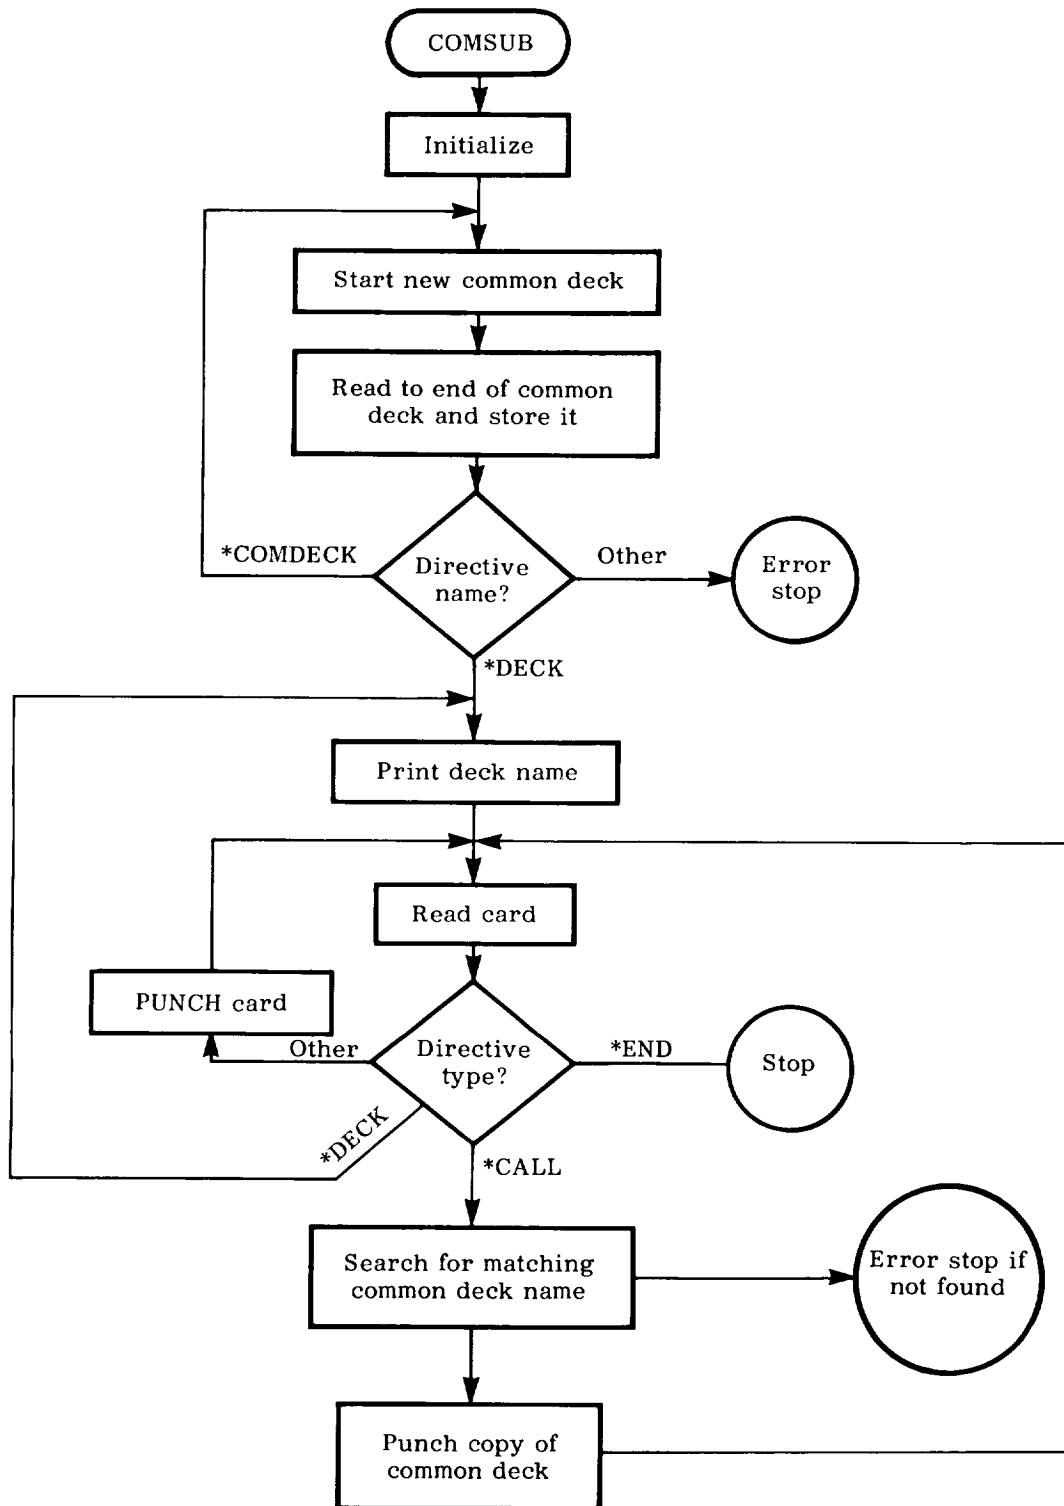 COMSUB
Initialize
Start new common deck
Read to end of common
deck and store it
*COMDECK
Directive
name?
Other
Error
stop
*DECK
Print deck name
Read card
PUNCH card
Other
Directive
type?
*END
Stop
*DECK
*CALL
Search for matching
common deck name
Error stop if
not found
Punch copy of
common deck